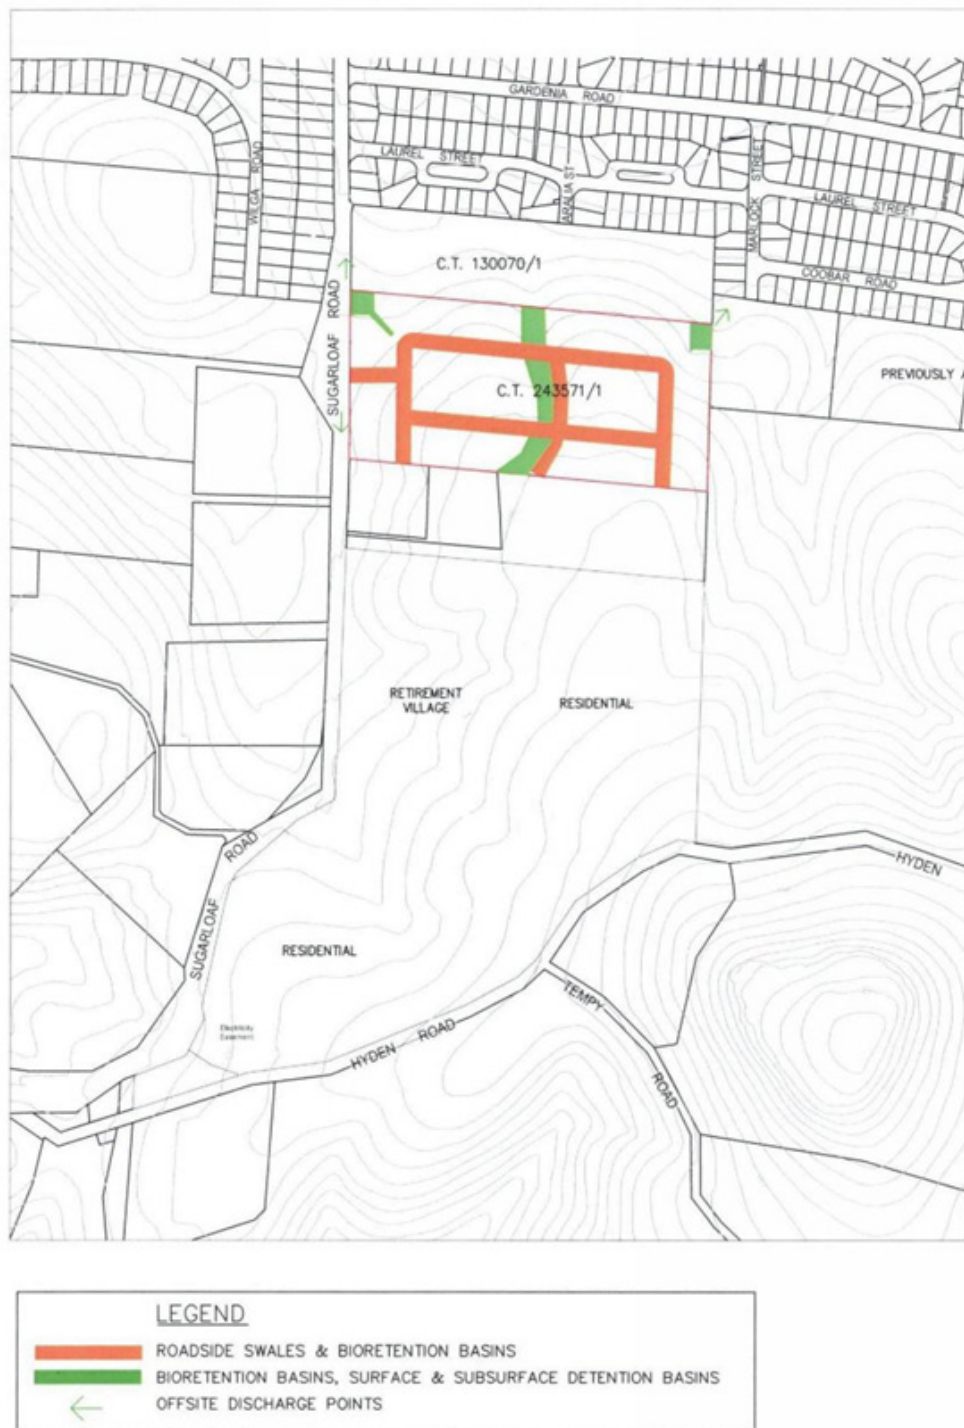 GARDENIA ROAD
LAUREL STREET
WILGA ROAD
ARALIA ST
MARLOCK STREET
LAUREL STREET
COOBAR ROAD
C.T. 130070/1
SUGARLOAF ROAD
PREVIOUSLY A
C.T. 243571/1
RETIREMENT
VILLAGE
RESIDENTIAL
SUGARLOAF ROAD
HYDEN
RESIDENTIAL
TEMPY ROAD
Electricity
Easement
HYDEN ROAD
LEGEND
ROADSIDE SWALES & BIORETENTION BASINS
BIORETENTION BASINS, SURFACE & SUBSURFACE DETENTION BASINS
OFFSITE DISCHARGE POINTS